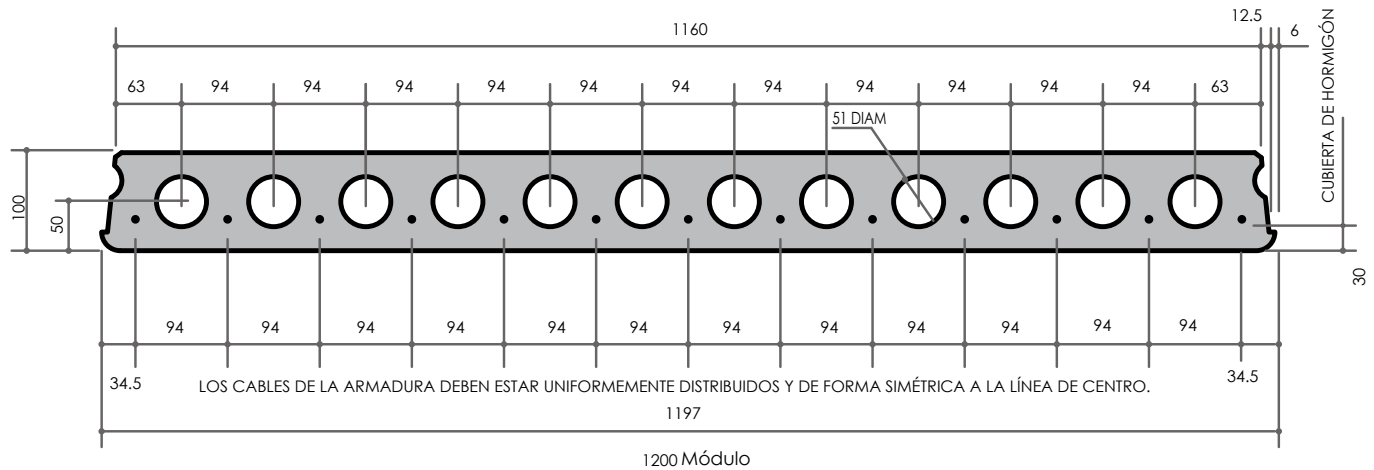 1160
12.5
6
63 94 94 94 94 94 94 94 94 94 94 94 63
CUBIERTA DE HORMIGÓN
51 DIAM
100
50
30
94 94 94 94 94 94 94 94 94 94 94 94
34.5
34.5
LOS CABLES DE LA ARMADURA DEBEN ESTAR UNIFORMEMENTE DISTRIBUIDOS Y DE FORMA SIMÉTRICA A LA LÍNEA DE CENTRO.
1197
1200 Módulo